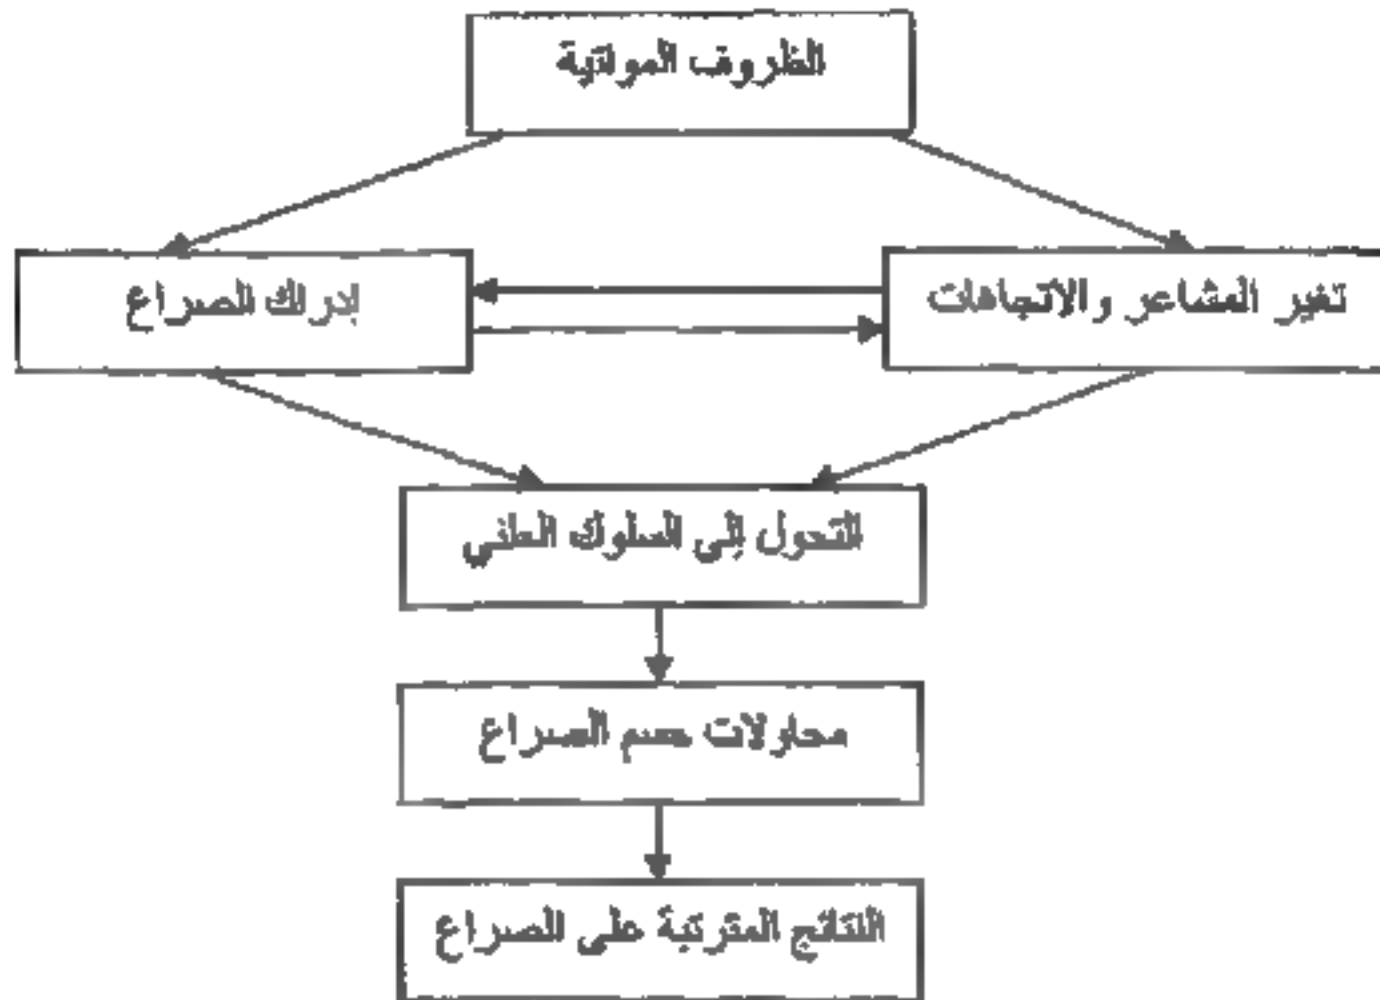 الظروف المواتية
تغير المشاعر والاتجاهات
إدراك الصراع
التحول إلى السلوك العلني
محاولات حسم الصراع
النتائج المترتبة على الصراع